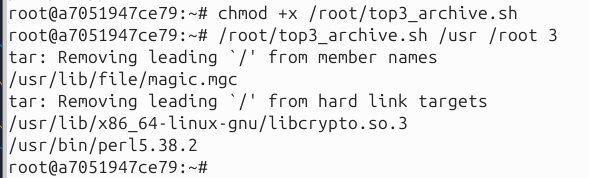 root@a7051947ce79:~# chmod +x /root/top3_archive.sh
root@a7051947ce79:~# /root/top3_archive.sh /usr /root 3
tar: Removing leading `/' from member names
/usr/lib/file/magic.mgc
tar: Removing leading `/' from hard link targets
/usr/lib/x86_64-linux-gnu/libcrypto.so.3
/usr/bin/perl5.38.2
root@a7051947ce79:~#